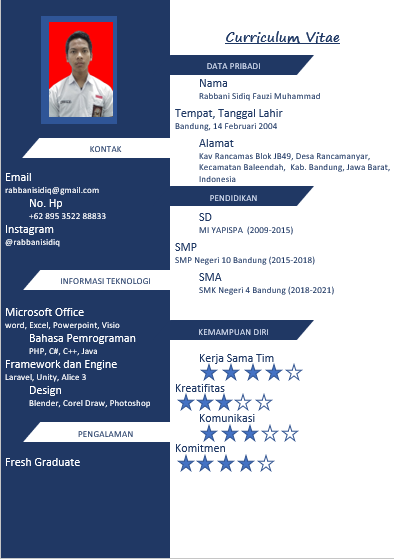 KONTAK
Email
rabbanisidiq@gmail.com
No. Hp
+62 895 3522 88833
Instagram
@rabbanisidiq
INFORMASI TEKNOLOGI
Microsoft Office
word, Excel, Powerpoint, Visio
Bahasa Pemrograman
PHP, C#, C++, Java
Framework dan Engine
Laravel, Unity, Alice 3
Design
Blender, Corel Draw, Photoshop
PENGALAMAN
Fresh Graduate
Curriculum Vitae
DATA PRIBADI
Nama
Rabbani Sidiq Fauzi Muhammad
Tempat, Tanggal Lahir
Bandung, 14 Februari 2004
Alamat
Kav Rancamas Blok JB49, Desa Rancamanyar,
Kecamatan Baleendah, Kab. Bandung, Jawa Barat,
Indonesia
PENDIDIKAN
SD
MI YAPISPA (2009-2015)
SMP
SMP Negeri 10 Bandung (2015-2018)
SMA
SMK Negeri 4 Bandung (2018-2021)
KEMAMPUAN DIRI
Kerja Sama Tim
Kreatifitas
Komunikasi
Komitmen